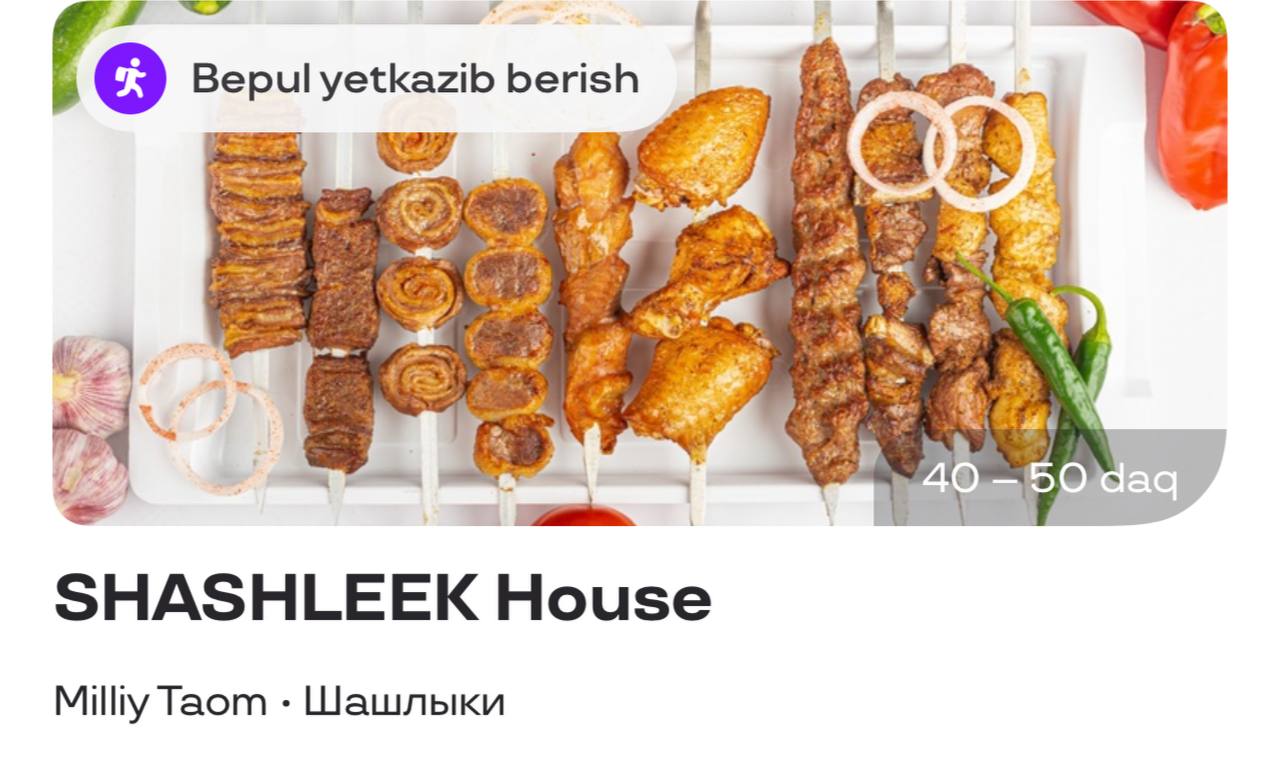 Bepul yetkazib berish
40 – 50 daq
SHASHLEEK House
Milliy Taom • Шашлыки